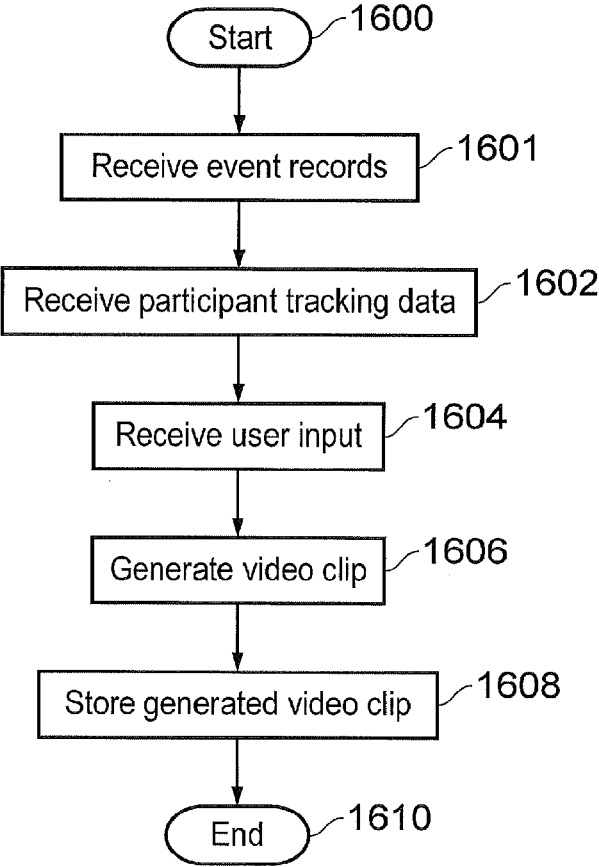 Start 1600
Receive event records 1601
Receive participant tracking data 1602
Receive user input 1604
Generate video clip 1606
Store generated video clip 1608
End 1610